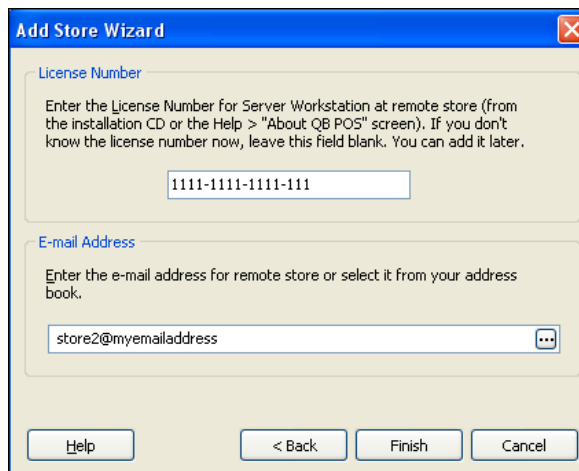 Add Store Wizard
License Number
Enter the License Number for Server Workstation at remote store (from
the installation CD or the Help > "About QB POS" screen). If you don't
know the license number now, leave this field blank. You can add it later.
1111-1111-1111-111
E-mail Address
Enter the e-mail address for remote store or select it from your address
book.
store2@myemailaddress
...
Help
< Back
Finish
Cancel